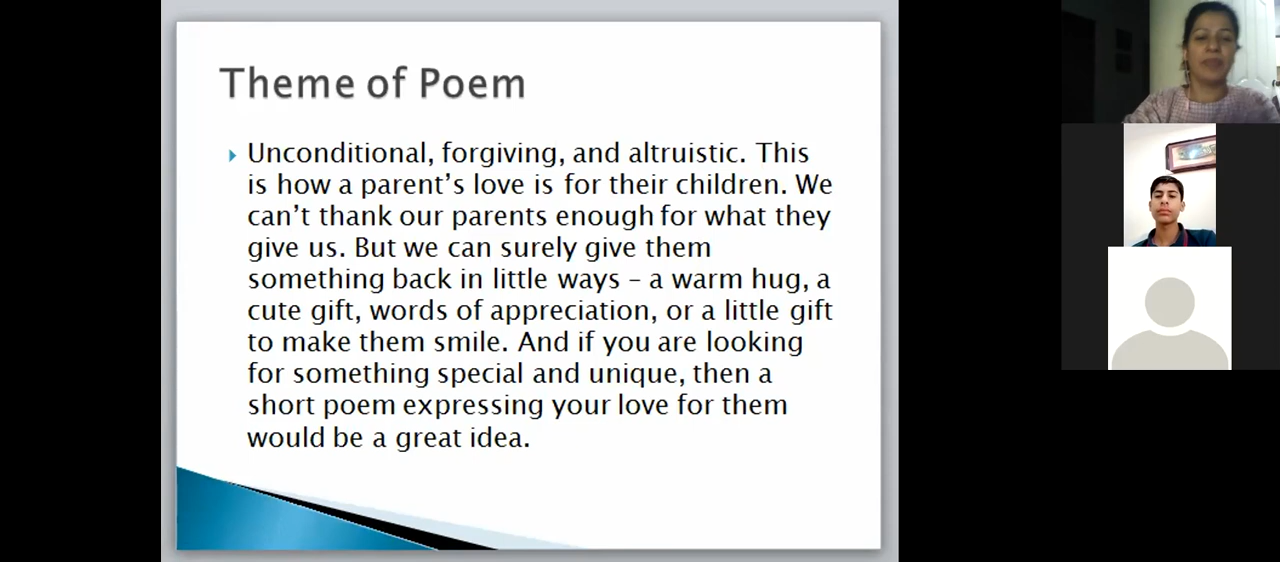 Theme of Poem
Unconditional, forgiving, and altruistic. This
is how a parent's love is for their children. We
can't thank our parents enough for what they
give us. But we can surely give them
something back in little ways – a warm hug, a
cute gift, words of appreciation, or a little gift
to make them smile. And if you are looking
for something special and unique, then a
short poem expressing your love for them
would be a great idea.